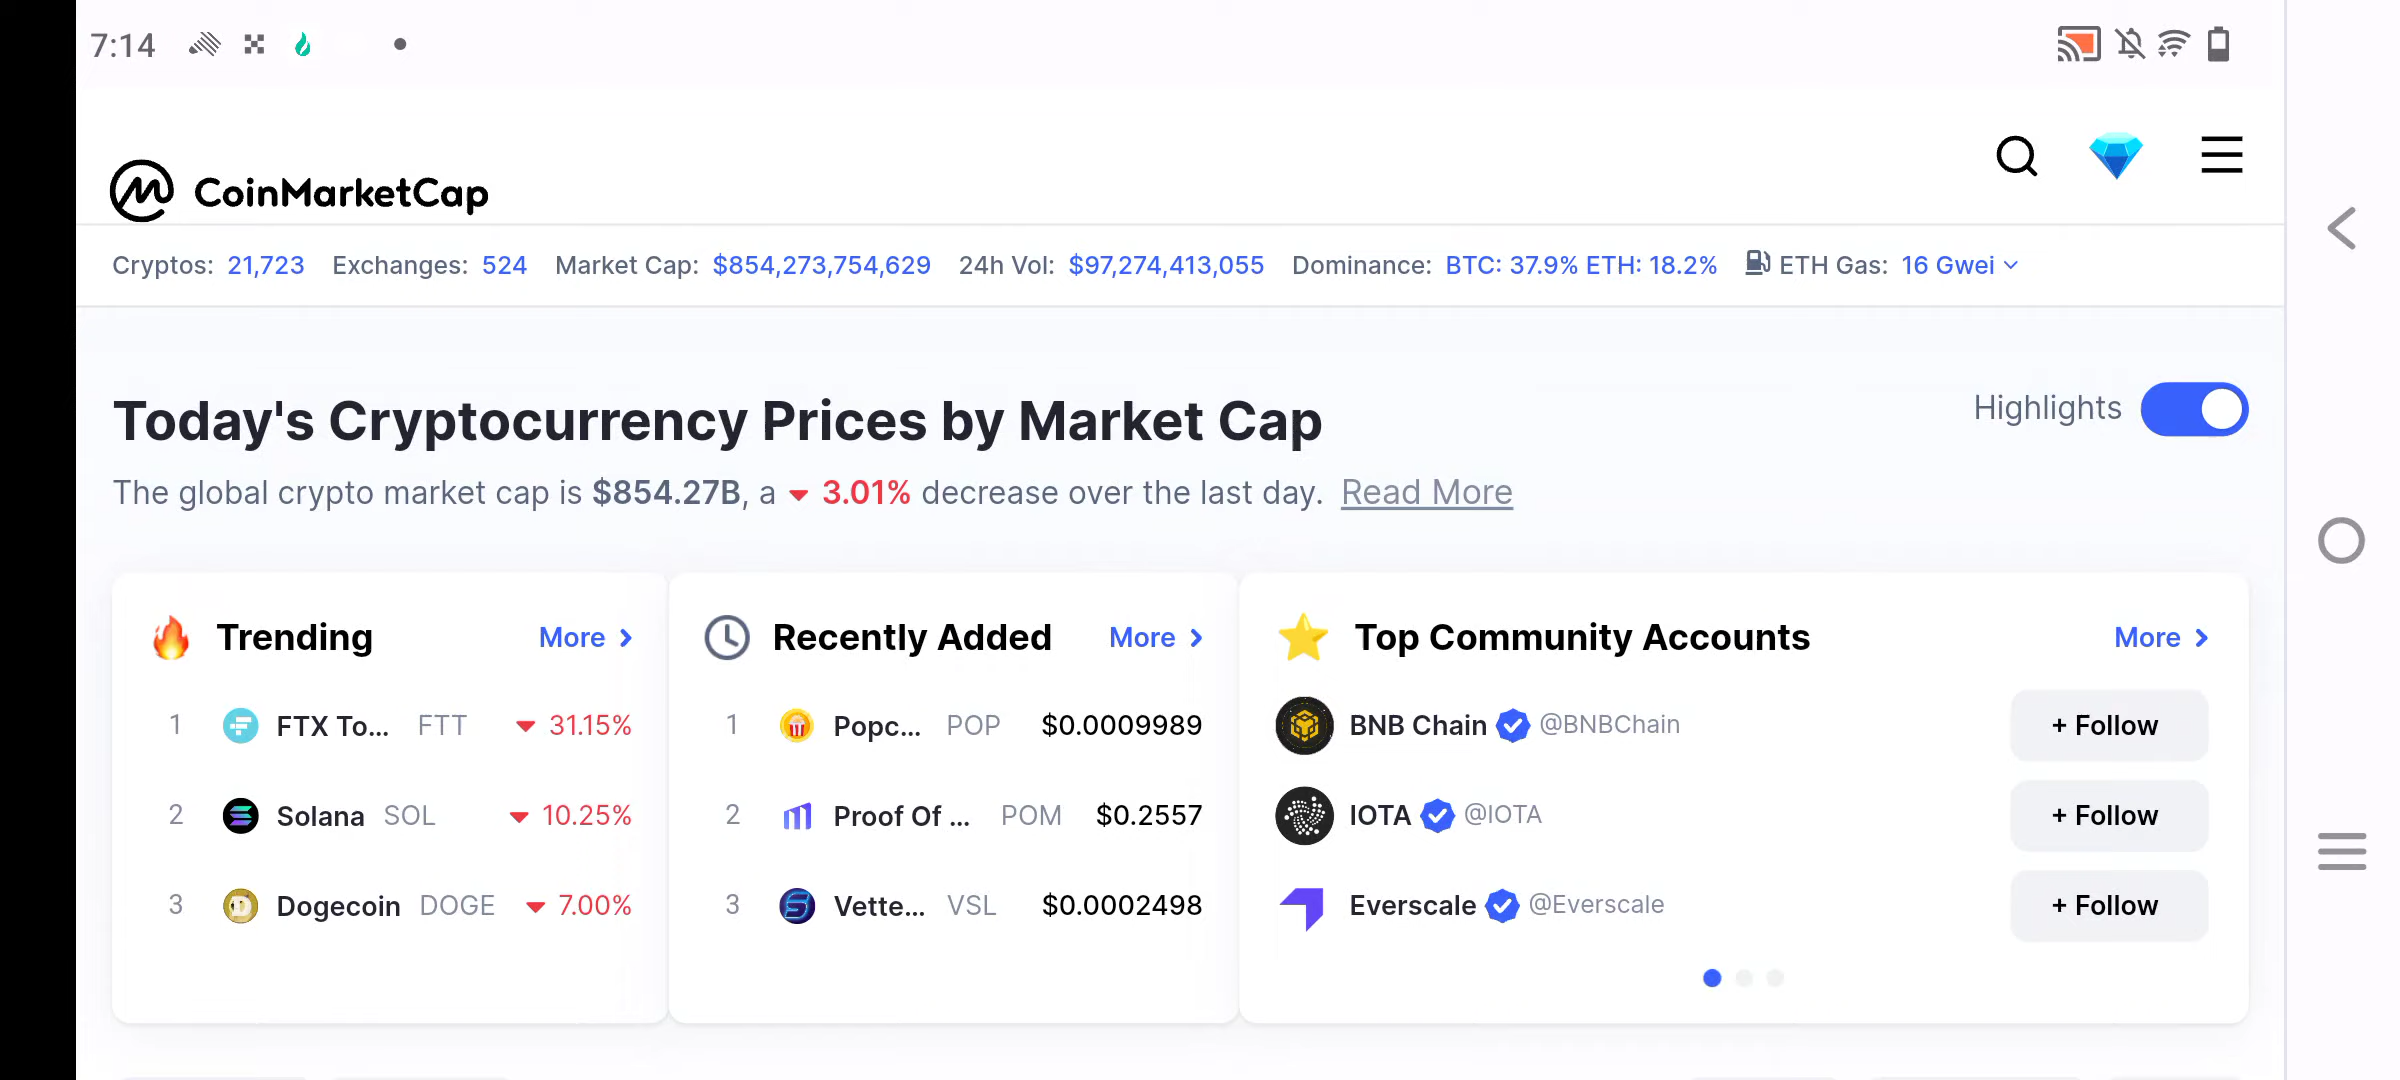 7:14
CoinMarketCap
Cryptos: 21,723 Exchanges: 524 Market Cap: $854,273,754,629 24h Vol: $97,274,413,055 Dominance: BTC: 37.9% ETH: 18.2% ETH Gas: 16 Gwei
Today's Cryptocurrency Prices by Market Cap
Highlights
The global crypto market cap is $854.27B, a 3.01% decrease over the last day. Read More
Trending More
1 FTX To... FTT 31.15%
2 Solana SOL 10.25%
3 Dogecoin DOGE 7.00%
Recently Added More
1 Popc... POP $0.0009989
2 Proof Of ... POM $0.2557
3 Vette... VSL $0.0002498
Top Community Accounts More
BNB Chain @BNBChain + Follow
IOTA @IOTA + Follow
Everscale @Everscale + Follow